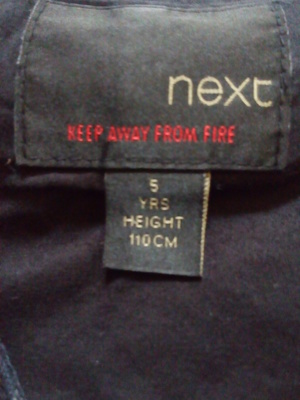 next
KEEP AWAY FROM FIRE
5
YRS
HEIGHT
110CM